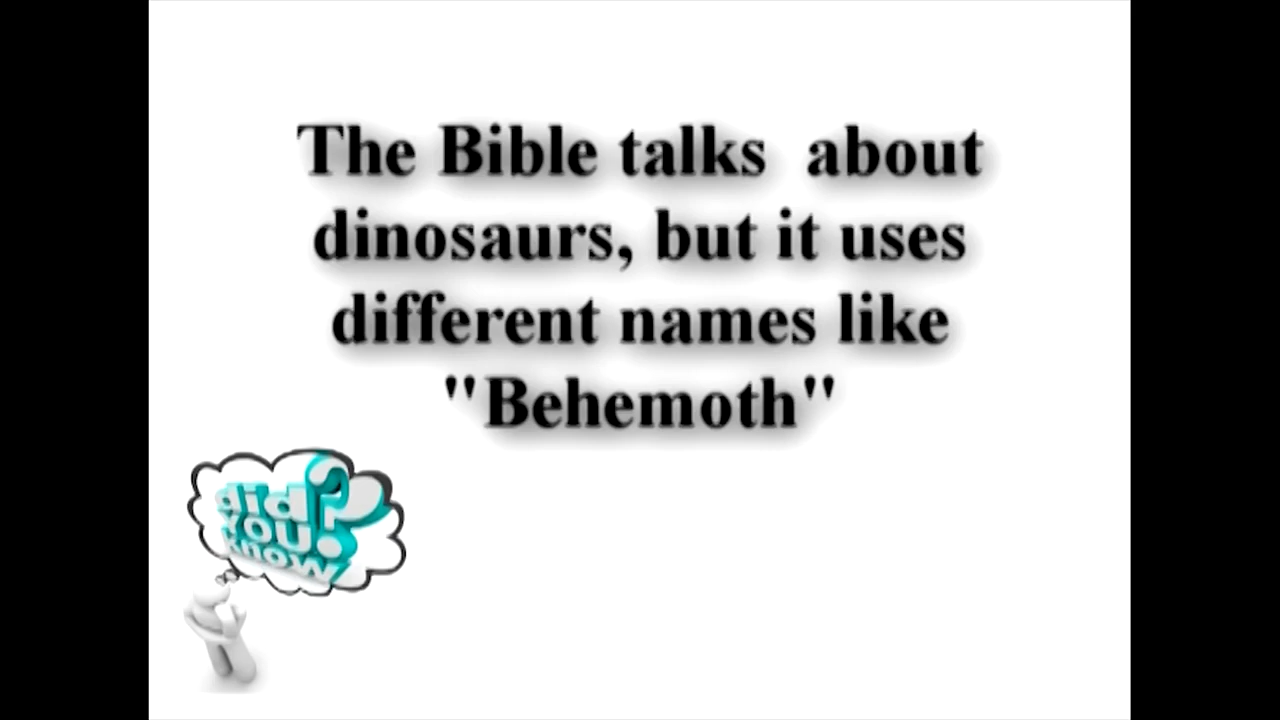 The Bible talks  about
dinosaurs, but it uses
different names like
"Behemoth"
did
you
know
?